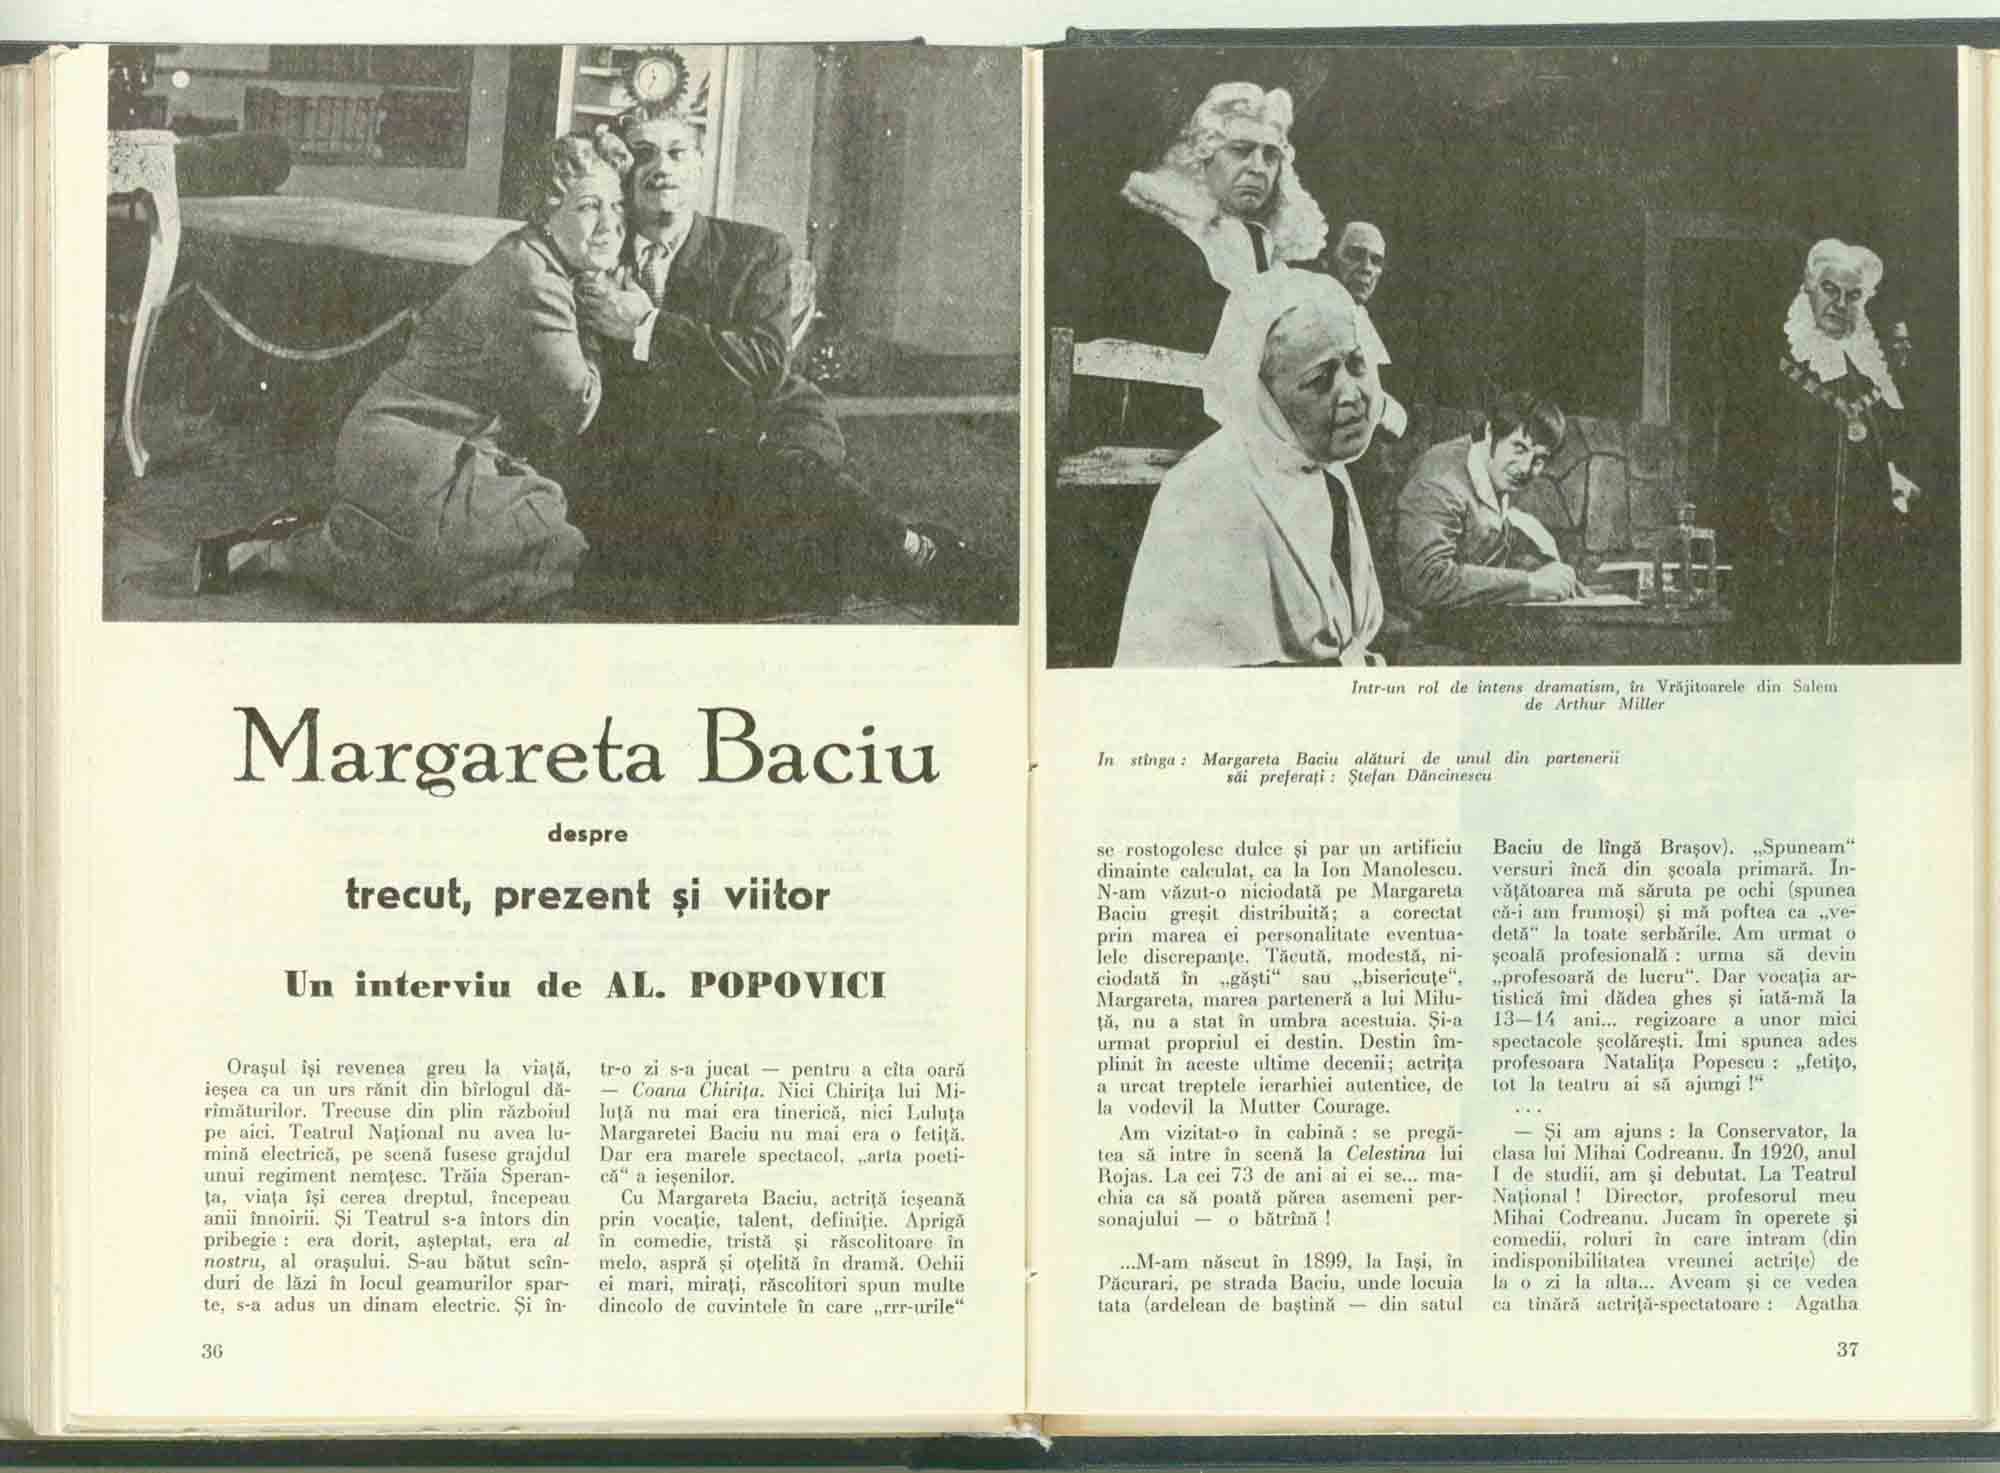 Margareta Baciu
despre
trecut, prezent și viitor
Un interviu de AL. POPOVICI
Orașul își revenea greu la viață,
ieșea ca un urs rănit din bîrlogul dă-
rîmăturilor. Trecuse din plin războiul
pe aici. Teatrul Național nu avea lu-
mină electrică, pe scenă fusese grajdul
unui regiment nemțesc. Trăia Speran-
ța, viața își cerea dreptul, începeau
anii înnoirii. Și Teatrul s-a întors din
pribegie : era dorit, așteptat, era al
nostru, al orașului. S-au bătut scîn-
duri de lăzi în locul geamurilor spar-
te, s-a adus un dinam electric. Și în-
tr-o zi s-a jucat — pentru a cîta oară
— Coana Chirița. Nici Chirița lui Mi-
luță nu mai era tinerică, nici Luluța
Margaretei Baciu nu mai era o fetiță.
Dar era marele spectacol, „arta poeti-
că“ a ieșenilor.
Cu Margareta Baciu, actriță ieșeană
prin vocație, talent, definiție. Aprigă
în comedie, tristă și răscolitoare în
melo, aspră și oțelită în dramă. Ochii
ei mari, mirați, răscolitori spun multe
dincolo de cuvintele în care „rrr-urile“
36
Intr-un rol de intens dramatism, în Vrăjitoarele din Salem
de Arthur Miller
In stînga : Margareta Baciu alături de unul din partenerii
săi preferați : Ștefan Dăncinescu
se rostogolesc dulce și par un artificiu
dinainte calculat, ca la Ion Manolescu.
N-am văzut-o niciodată pe Margareta
Baciu greșit distribuită; a corectat
prin marea ei personalitate eventua-
lele discrepanțe. Tăcută, modestă, ni-
ciodată în „găști“ sau „bisericuțe“,
Margareta, marea parteneră a lui Milu-
ță, nu a stat în umbra acestuia. Și-a
urmat propriul ei destin. Destin îm-
plinit în aceste ultime decenii; actrița
a urcat treptele ierarhiei autentice, de
la vodevil la Mutter Courage.
Am vizitat-o în cabină : se pregă-
tea să intre în scenă la Celestina lui
Rojas. La cei 73 de ani ai ei se... ma-
chia ca să poată părea asemeni per-
sonajului — o bătrînă !
...M-am născut în 1899, la Iași, în
Păcurari, pe strada Baciu, unde locuia
tata (ardelean de baștină — din satul
Baciu de lîngă Brașov). „Spuneam“
versuri încă din școala primară. In-
vățătoarea mă săruta pe ochi (spunea
că-i am frumoși) și mă poftea ca „ve-
detă“ la toate serbările. Am urmat o
școală profesională : urma să devin
„profesoară de lucru“. Dar vocația ar-
tistică îmi dădea ghes și iată-mă la
13—14 ani... regizoare a unor mici
spectacole școlărești. Îmi spunea ades
profesoara Natalița Popescu : „fetițo,
tot la teatru ai să ajungi !“
...
— Și am ajuns : la Conservator, la
clasa lui Mihai Codreanu. În 1920, anul
I de studii, am și debutat. La Teatrul
Național ! Director, profesorul meu
Mihai Codreanu. Jucam în operete și
comedii, roluri în care intram (din
indisponibilitatea vreunei actrițe) de
la o zi la alta... Aveam și ce vedea
ca tînără actriță-spectatoare : Agatha
37